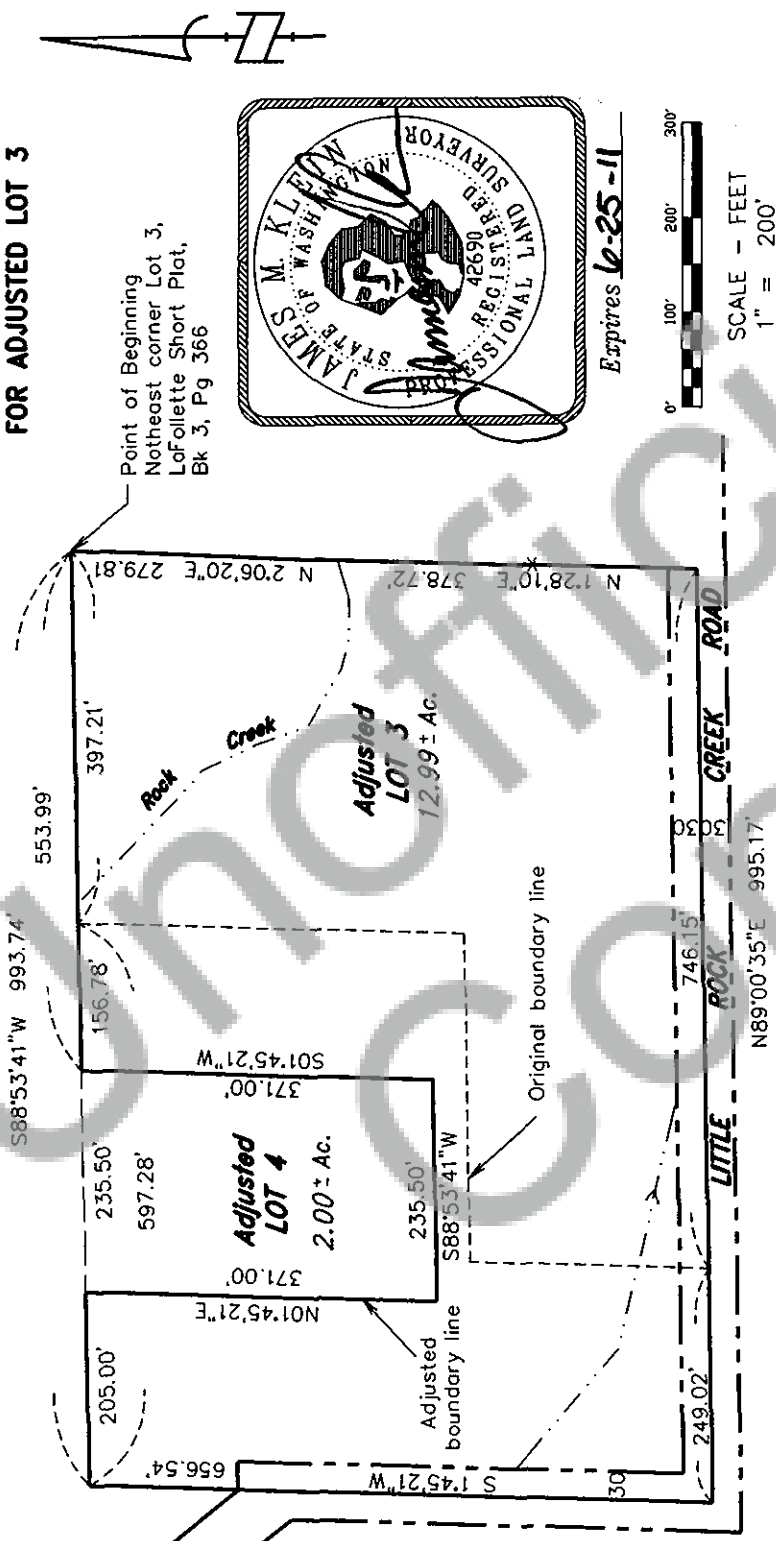 FOR ADJUSTED LOT 3
Point of Beginning
Notheast corner Lot 3,
LaFollette Short Plat,
Bk 3, Pg 366
JAMES M. KLEIN
STATE OF WASHINGTON
42690
REGISTERED
PROFESSIONAL LAND SURVEYOR
Expires 6-25-11
0' 100' 200' 300'
SCALE - FEET
1" = 200'
S88°53'41"W 993.74'
553.99'
397.21'
156.78'
235.50'
597.28'
205.00'
N 2°06'20"E 279.81
N 1°28'10"E 378.72'
Rock Creek
Adjusted
LOT 3
12.99± Ac.
S01°45'21"W
371.00'
Adjusted
LOT 4
2.00± Ac.
371.00'
N01°45'21"E
235.50'
S88°53'41"W
Original boundary line
Adjusted
boundary line
656.54'
S 1°45'21"W
30
249.02'
746.15'
3030
LITTLE ROCK CREEK ROAD
N89°00'35"E 995.17'
Unoffic
Co